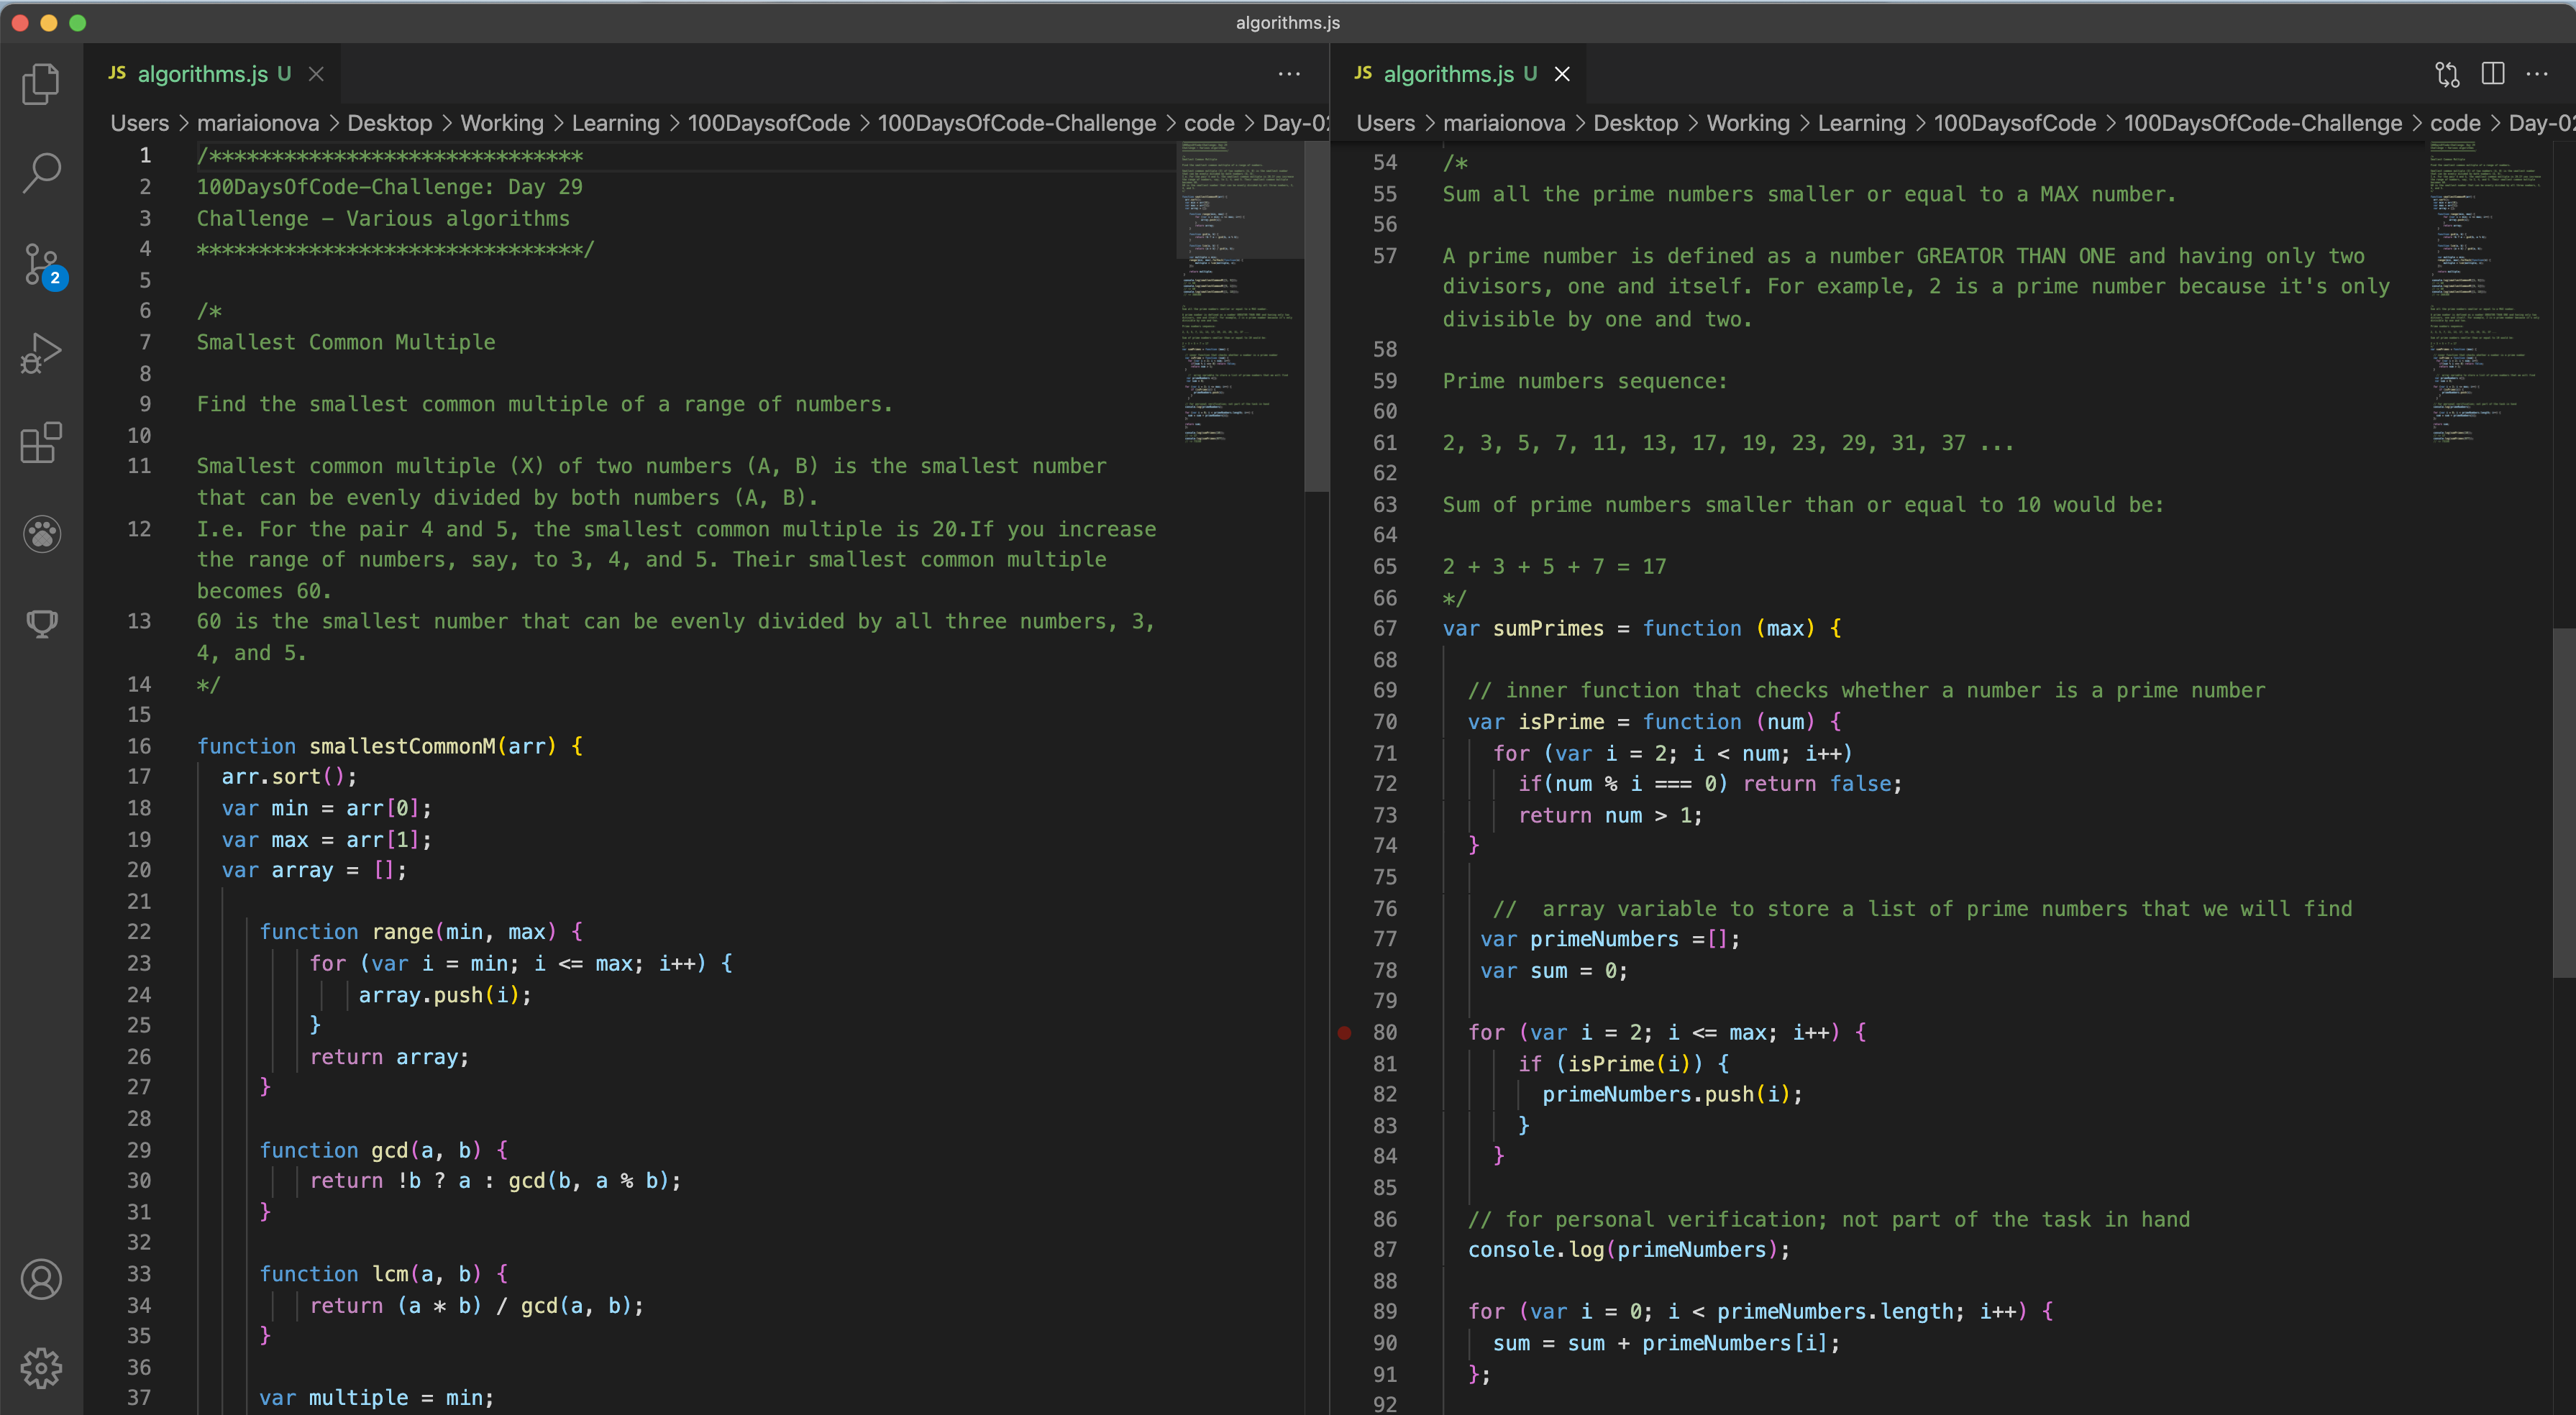 algorithms.js
JS algorithms.js U
Users > mariaionova > Desktop > Working > Learning > 100DaysofCode > 100DaysOfCode-Challenge > code > Day-02
2
1 /******************************
2 100DaysOfCode-Challenge: Day 29
3 Challenge - Various algorithms
4 *******************************/
5
6 /*
7 Smallest Common Multiple
8
9 Find the smallest common multiple of a range of numbers.
10
11 Smallest common multiple (X) of two numbers (A, B) is the smallest number
that can be evenly divided by both numbers (A, B).
12 I.e. For the pair 4 and 5, the smallest common multiple is 20.If you increase
the range of numbers, say, to 3, 4, and 5. Their smallest common multiple
becomes 60.
13 60 is the smallest number that can be evenly divided by all three numbers, 3,
4, and 5.
14 */
15
16 function smallestCommonM(arr) {
17 arr.sort();
18 var min = arr[0];
19 var max = arr[1];
20 var array = [];
21
22 function range(min, max) {
23 for (var i = min; i <= max; i++) {
24 array.push(i);
25 }
26 return array;
27 }
28
29 function gcd(a, b) {
30 return !b ? a : gcd(b, a % b);
31 }
32
33 function lcm(a, b) {
34 return (a * b) / gcd(a, b);
35 }
36
37 var multiple = min;
JS algorithms.js U
Users > mariaionova > Desktop > Working > Learning > 100DaysofCode > 100DaysOfCode-Challenge > code > Day-02
54 /*
55 Sum all the prime numbers smaller or equal to a MAX number.
56
57 A prime number is defined as a number GREATOR THAN ONE and having only two
divisors, one and itself. For example, 2 is a prime number because it's only
divisible by one and two.
58
59 Prime numbers sequence:
60
61 2, 3, 5, 7, 11, 13, 17, 19, 23, 29, 31, 37 ...
62
63 Sum of prime numbers smaller than or equal to 10 would be:
64
65 2 + 3 + 5 + 7 = 17
66 */
67 var sumPrimes = function (max) {
68
69 // inner function that checks whether a number is a prime number
70 var isPrime = function (num) {
71 for (var i = 2; i < num; i++)
72 if(num % i === 0) return false;
73 return num > 1;
74 }
75
76 //  array variable to store a list of prime numbers that we will find
77 var primeNumbers =[];
78 var sum = 0;
79
80 for (var i = 2; i <= max; i++) {
81 if (isPrime(i)) {
82 primeNumbers.push(i);
83 }
84 }
85
86 // for personal verification; not part of the task in hand
87 console.log(primeNumbers);
88
89 for (var i = 0; i < primeNumbers.length; i++) {
90 sum = sum + primeNumbers[i];
91 };
92